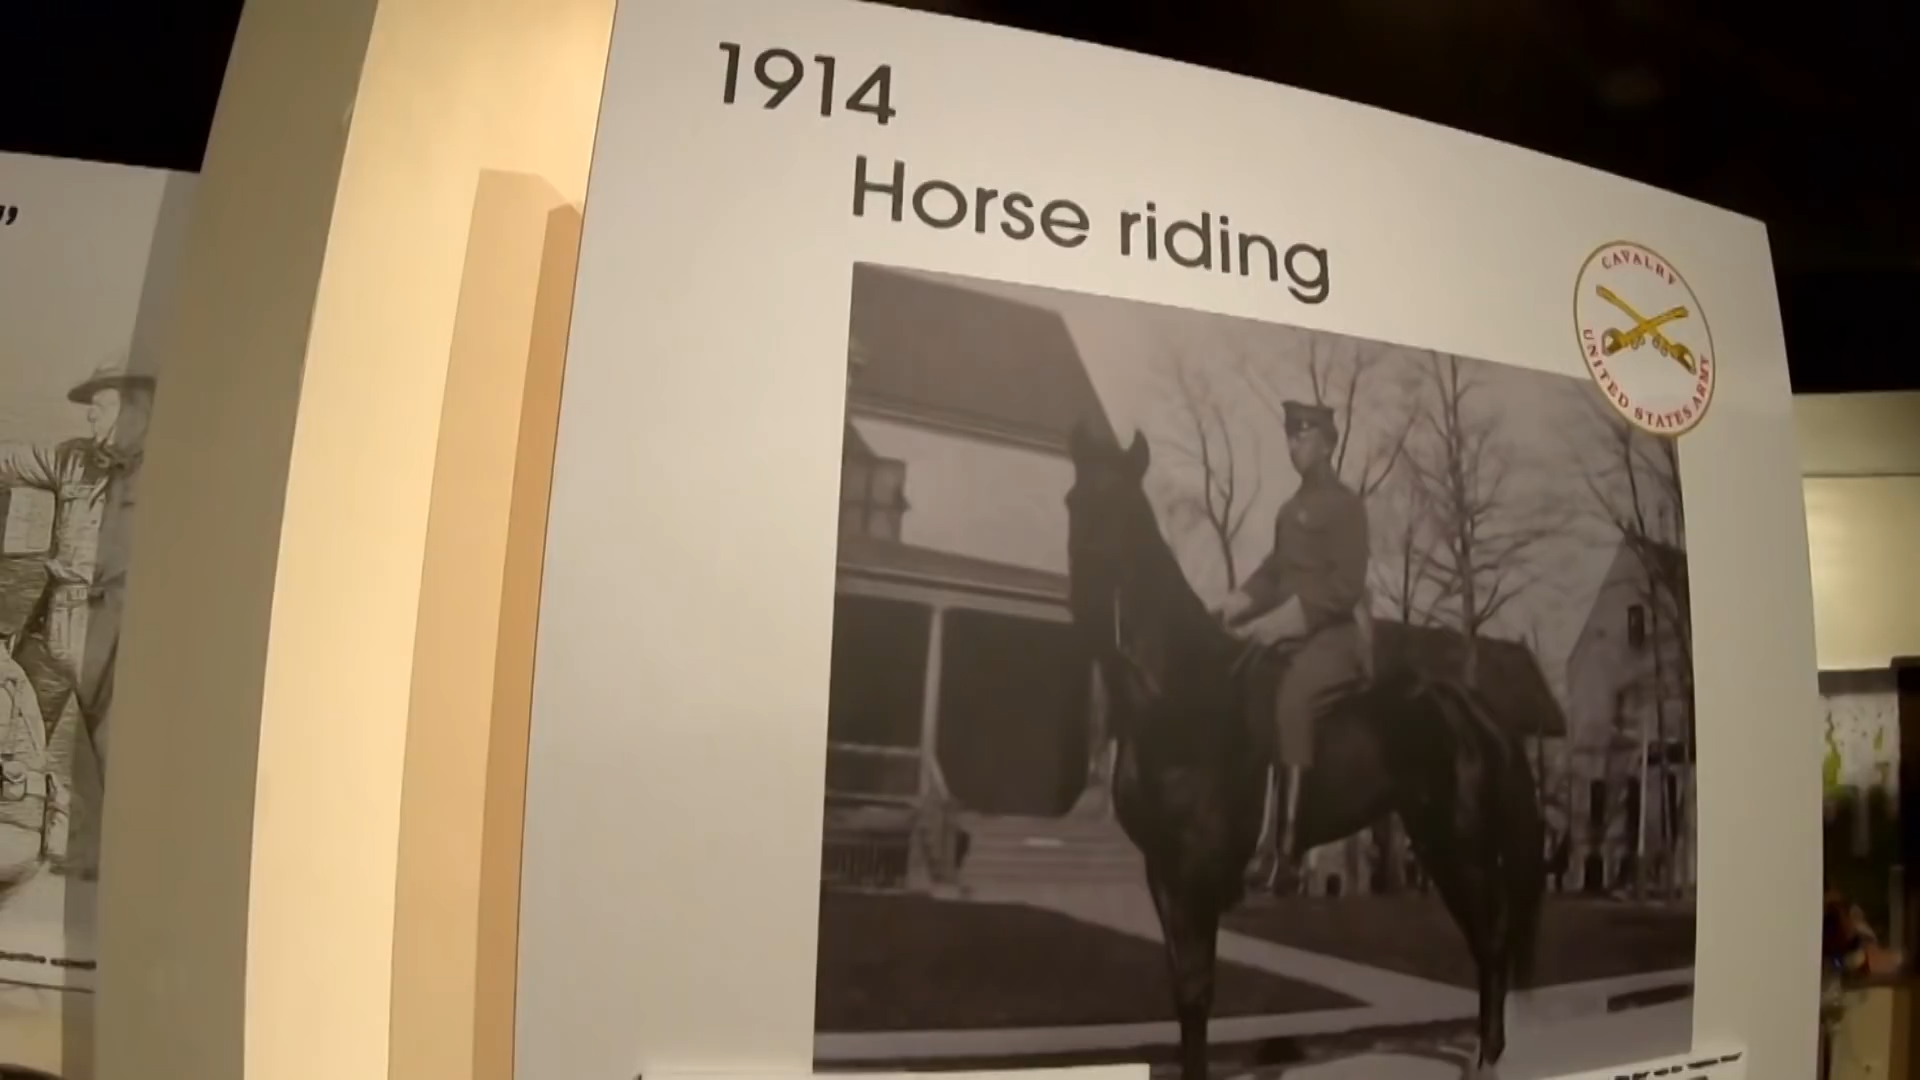 ”
1914
Horse riding
CAVALRY
UNITED STATES ARMY